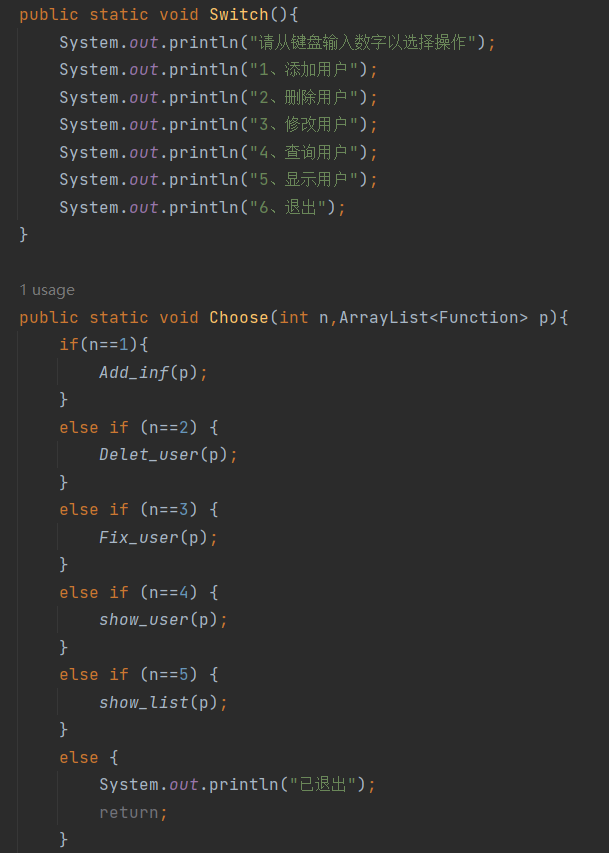 public static void Switch(){
    System.out.println("请从键盘输入数字以选择操作");
    System.out.println("1、添加用户");
    System.out.println("2、删除用户");
    System.out.println("3、修改用户");
    System.out.println("4、查询用户");
    System.out.println("5、显示用户");
    System.out.println("6、退出");
}
1 usage
public static void Choose(int n,ArrayList<Function> p){
    if(n==1){
        Add_inf(p);
    }
    else if (n==2) {
        Delet_user(p);
    }
    else if (n==3) {
        Fix_user(p);
    }
    else if (n==4) {
        show_user(p);
    }
    else if (n==5) {
        show_list(p);
    }
    else {
        System.out.println("已退出");
        return;
    }